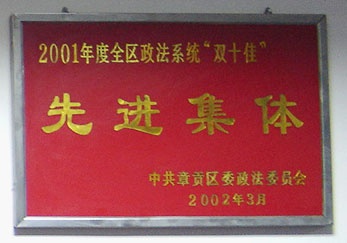 2001年度全区政法系统“双十佳”
先进集体
中共章贡区委政法委员会
2002年3月